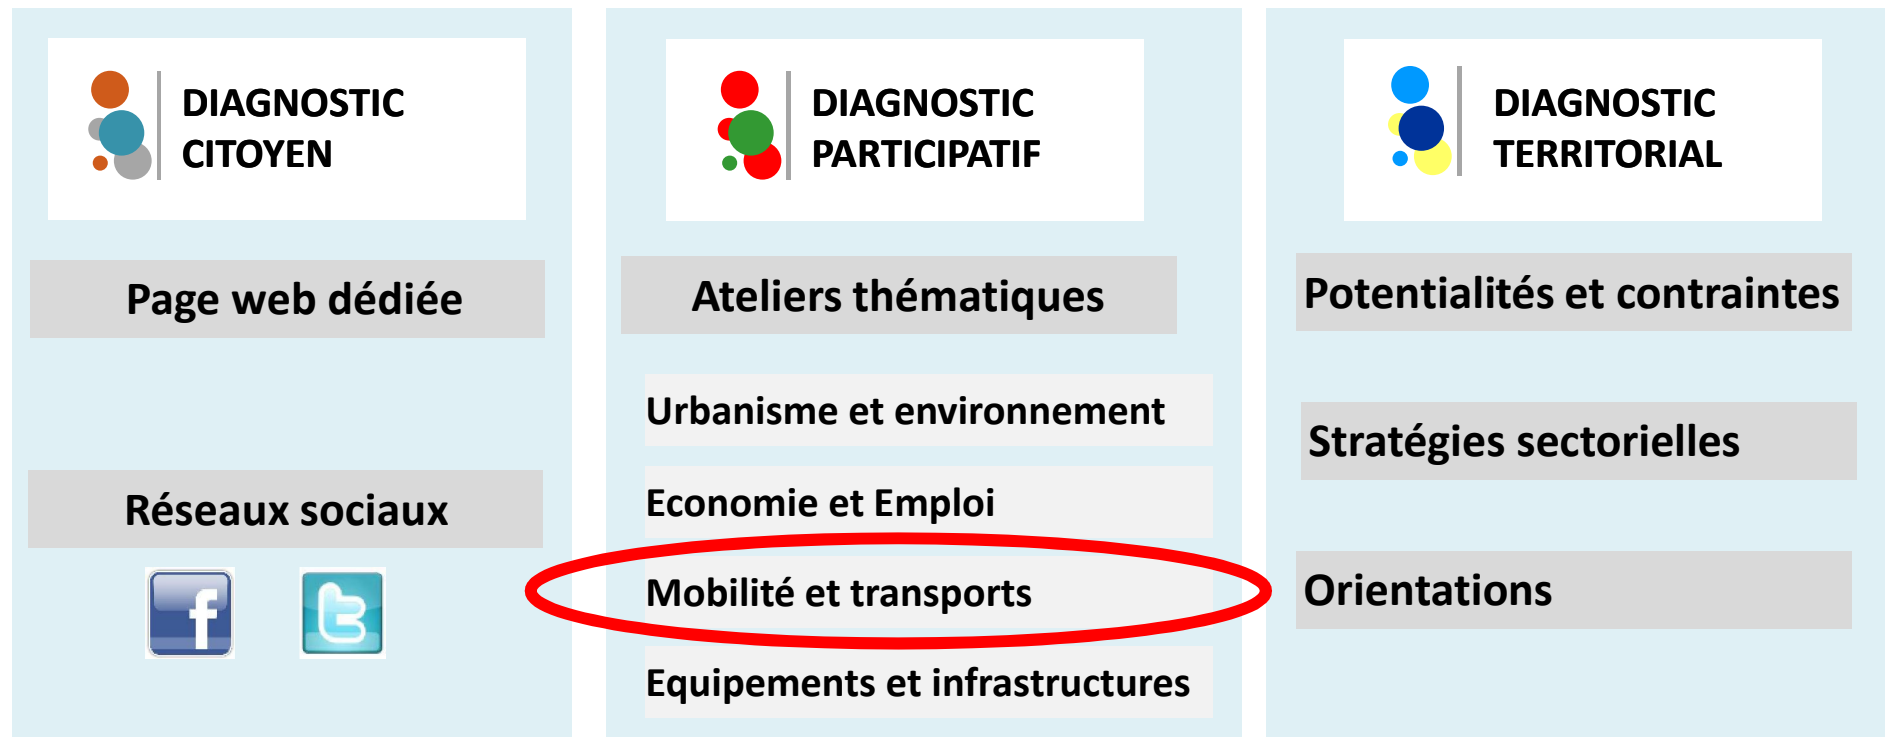 DIAGNOSTIC
CITOYEN
Page web dédiée
Réseaux sociaux
DIAGNOSTIC
PARTICIPATIF
Ateliers thématiques
Urbanisme et environnement
Economie et Emploi
Mobilité et transports
Equipements et infrastructures
DIAGNOSTIC
TERRITORIAL
Potentialités et contraintes
Stratégies sectorielles
Orientations